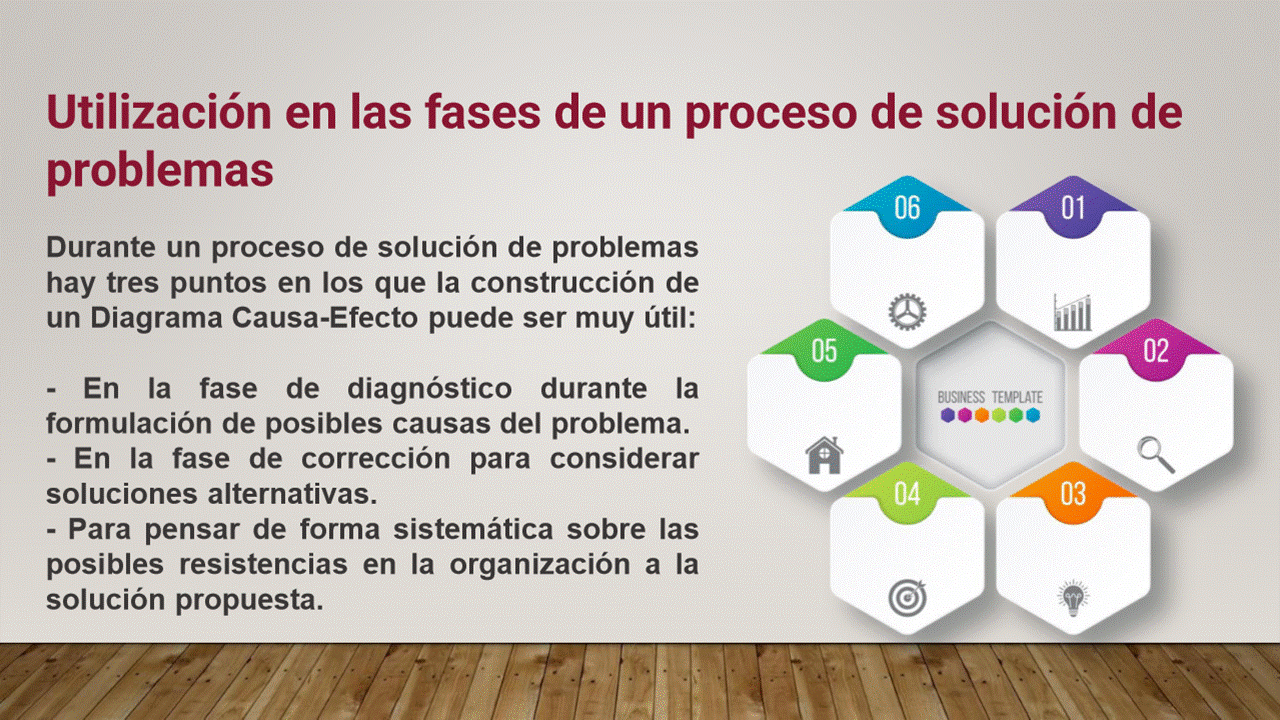 Utilización en las fases de un proceso de solución de
problemas
Durante un proceso de solución de problemas
hay tres puntos en los que la construcción de
un Diagrama Causa-Efecto puede ser muy útil:
- En la fase de diagnóstico durante la
formulación de posibles causas del problema.
- En la fase de corrección para considerar
soluciones alternativas.
- Para pensar de forma sistemática sobre las
posibles resistencias en la organización a la
solución propuesta.
06
01
05
02
BUSINESS TEMPLATE
04
03